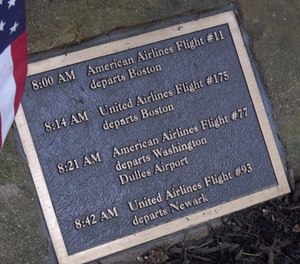 8:00 AM American Airlines Flight #11
departs Boston
8:14 AM United Airlines Flight #175
departs Boston
8:21 AM American Airlines Flight #77
departs Washington
Dulles Airport
8:42 AM United Airlines Flight #93
departs Newark